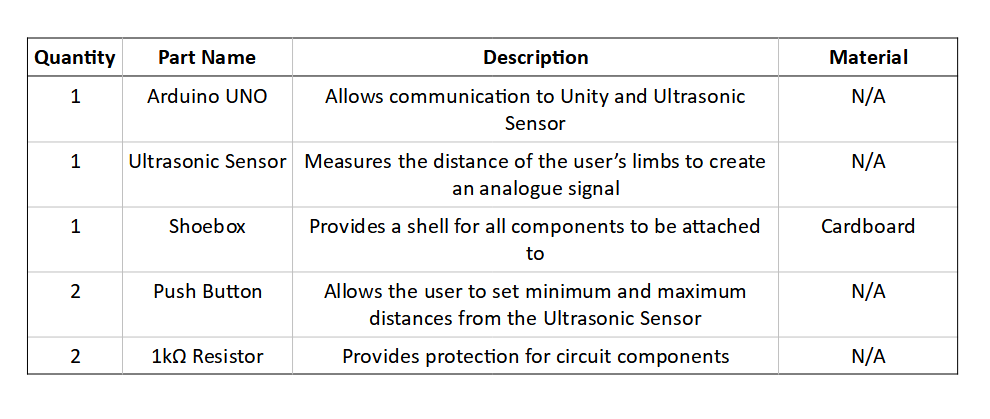 Quantity Part Name Description Material
1 Arduino UNO Allows communication to Unity and Ultrasonic Sensor N/A
1 Ultrasonic Sensor Measures the distance of the user’s limbs to create an analogue signal N/A
1 Shoebox Provides a shell for all components to be attached to Cardboard
2 Push Button Allows the user to set minimum and maximum distances from the Ultrasonic Sensor N/A
2 1kΩ Resistor Provides protection for circuit components N/A